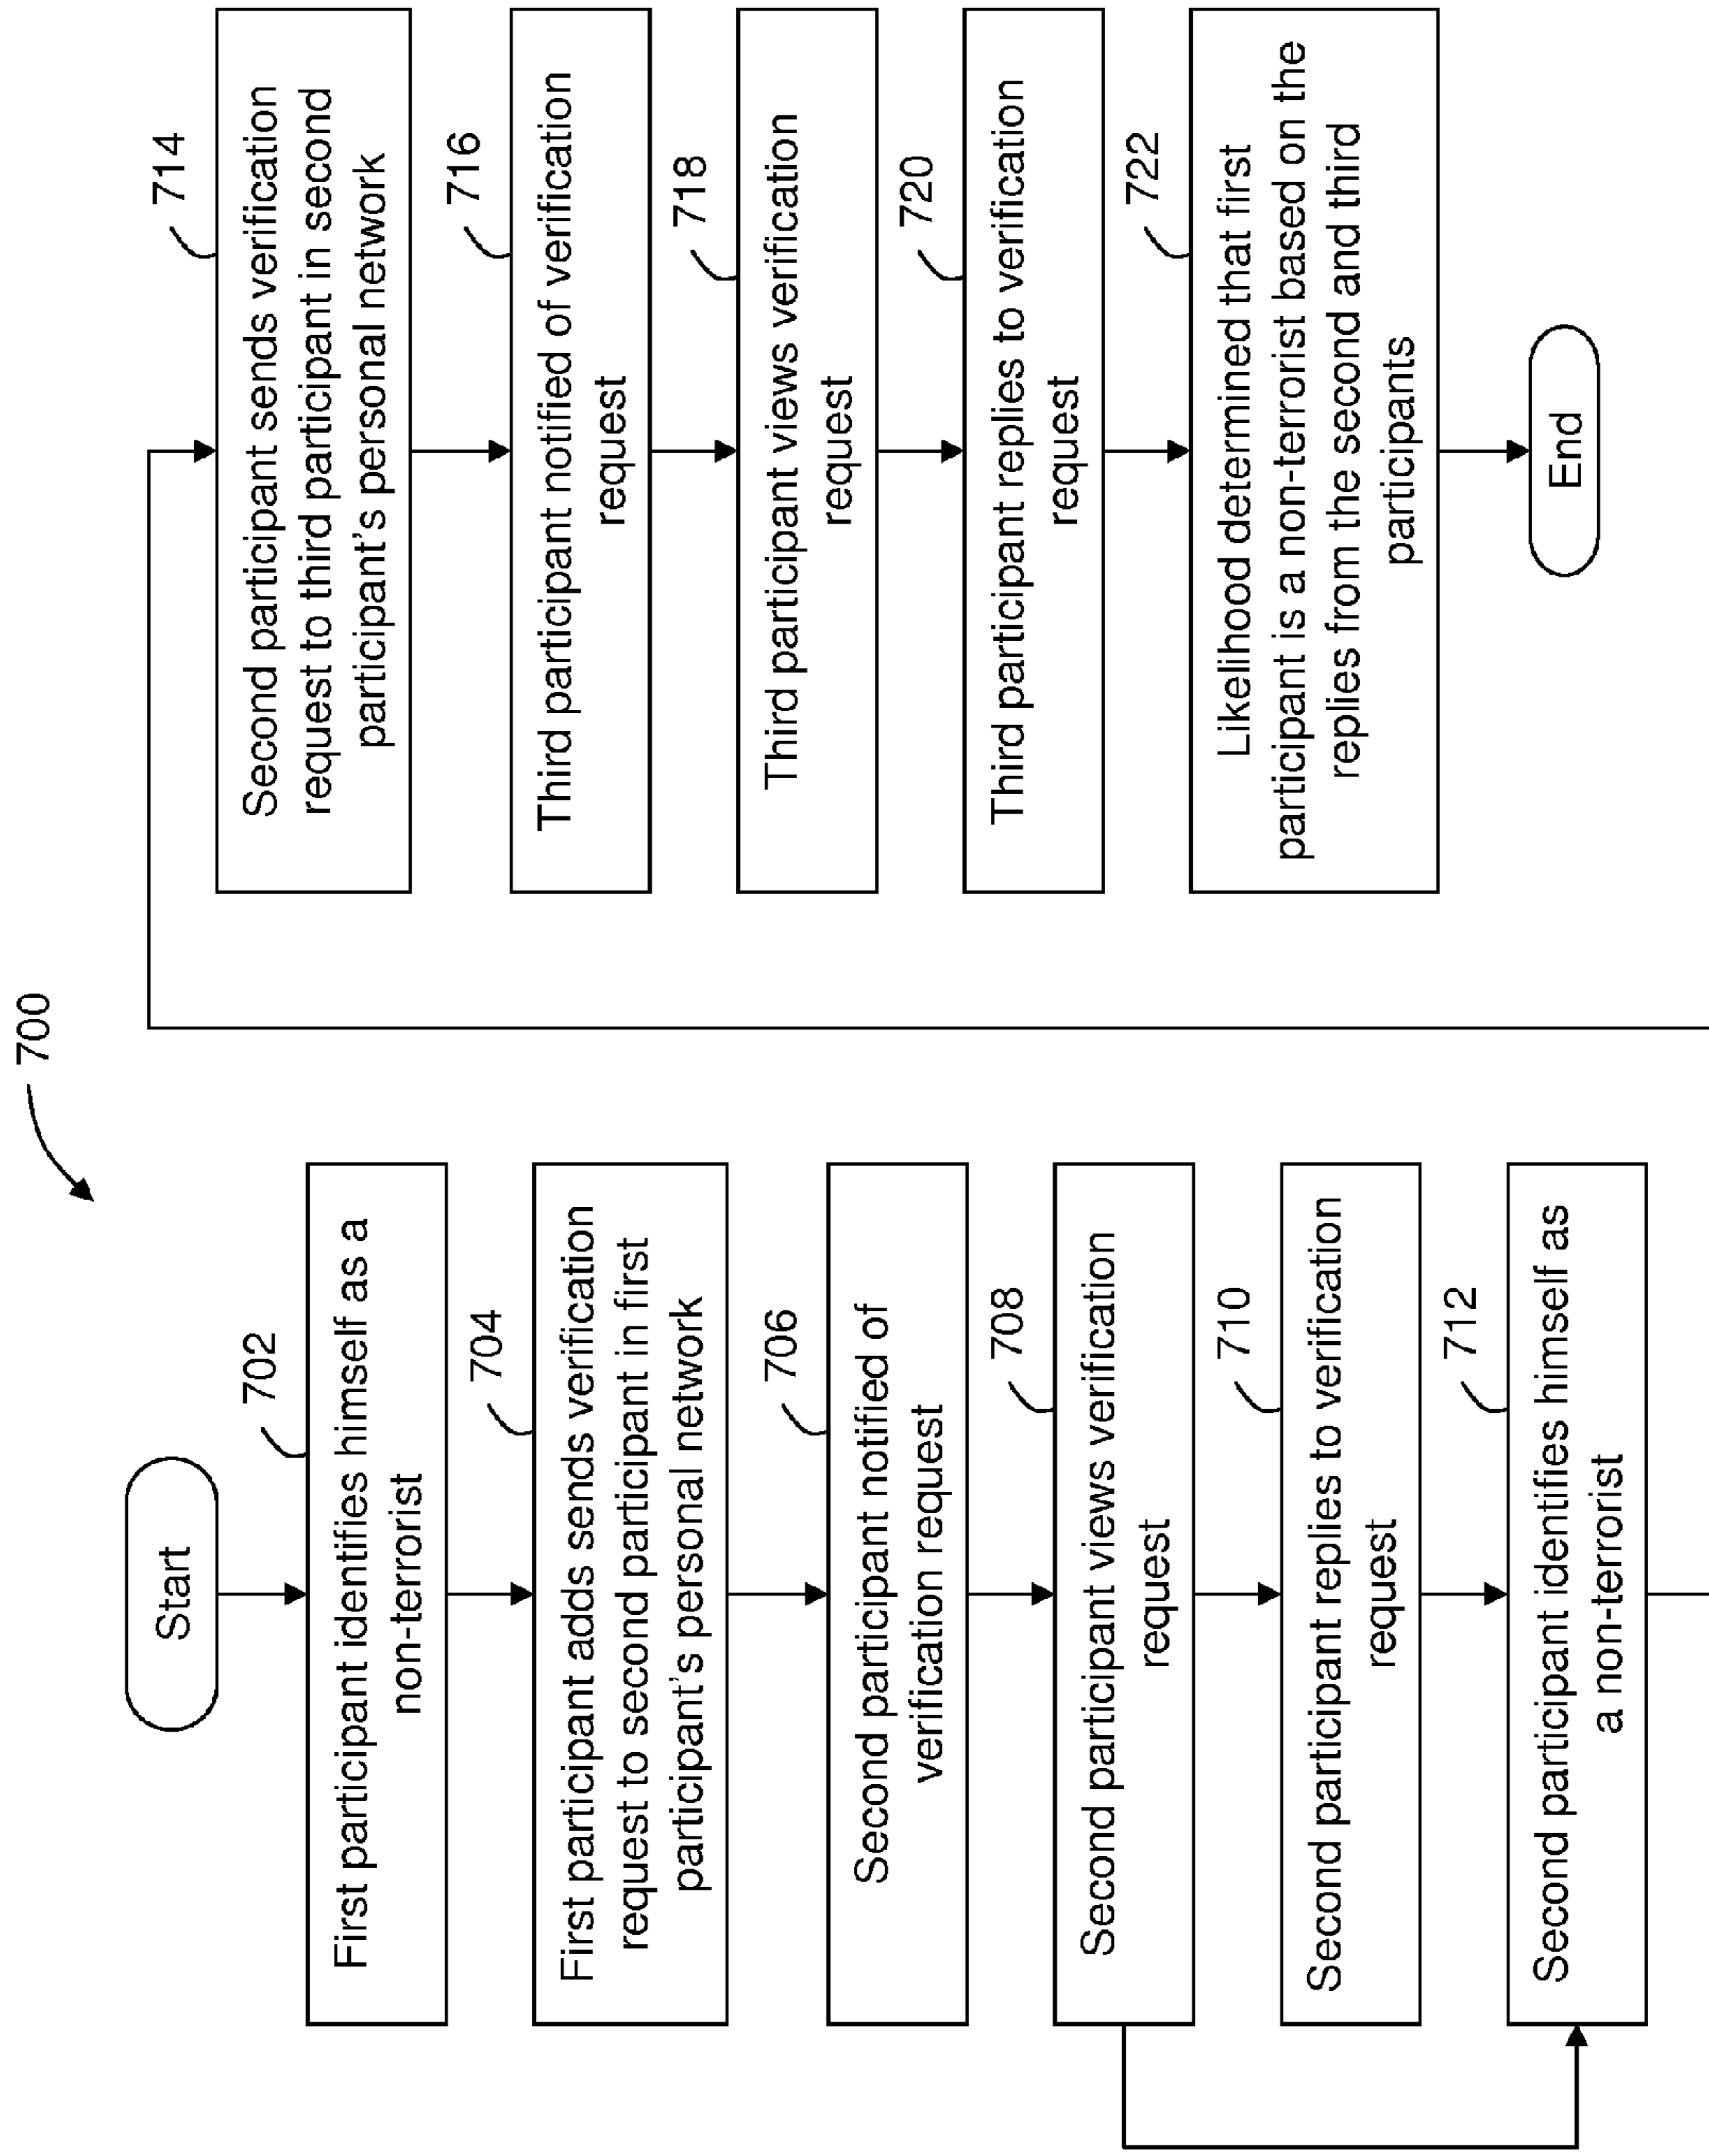 700
Start
702
First participant identifies himself as a
non-terrorist
704
First participant adds sends verification
request to second participant in first
participant's personal network
706
Second participant notified of
verification request
708
Second participant views verification
request
710
Second participant replies to verification
request
712
Second participant identifies himself as
a non-terrorist
714
Second participant sends verification
request to third participant in second
participant's personal network
716
Third participant notified of verification
request
718
Third participant views verification
request
720
Third participant replies to verification
request
722
Likelihood determined that first
participant is a non-terrorist based on the
replies from the second and third
participants
End